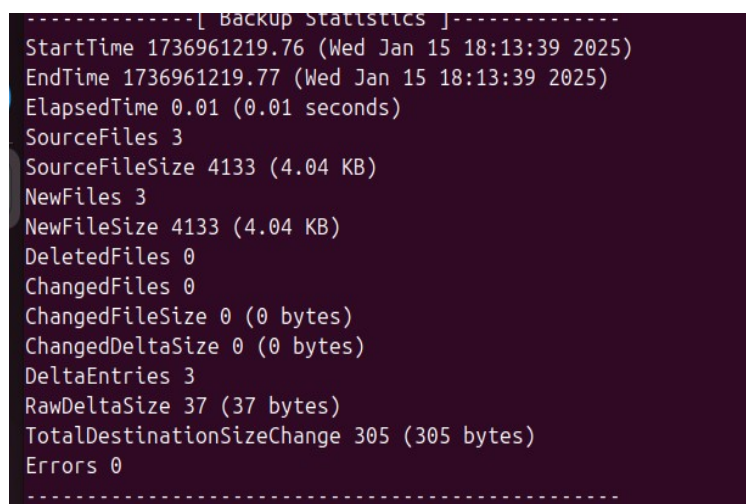 --------------[ Backup Statistics ]--------------
StartTime 1736961219.76 (Wed Jan 15 18:13:39 2025)
EndTime 1736961219.77 (Wed Jan 15 18:13:39 2025)
ElapsedTime 0.01 (0.01 seconds)
SourceFiles 3
SourceFileSize 4133 (4.04 KB)
NewFiles 3
NewFileSize 4133 (4.04 KB)
DeletedFiles 0
ChangedFiles 0
ChangedFileSize 0 (0 bytes)
ChangedDeltaSize 0 (0 bytes)
DeltaEntries 3
RawDeltaSize 37 (37 bytes)
TotalDestinationSizeChange 305 (305 bytes)
Errors 0
-------------------------------------------------